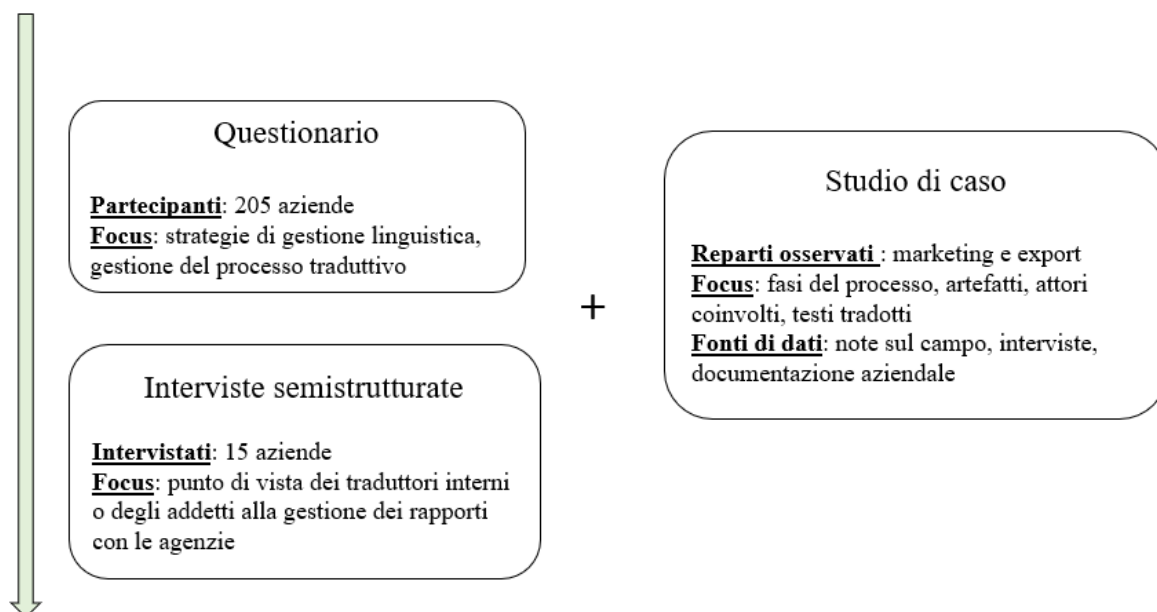 Questionario
Partecipanti: 205 aziende
Focus: strategie di gestione linguistica,
gestione del processo traduttivo
Interviste semistrutturate
Intervistati: 15 aziende
Focus: punto di vista dei traduttori interni
o degli addetti alla gestione dei rapporti
con le agenzie
+
Studio di caso
Reparti osservati : marketing e export
Focus: fasi del processo, artefatti, attori
coinvolti, testi tradotti
Fonti di dati: note sul campo, interviste,
documentazione aziendale